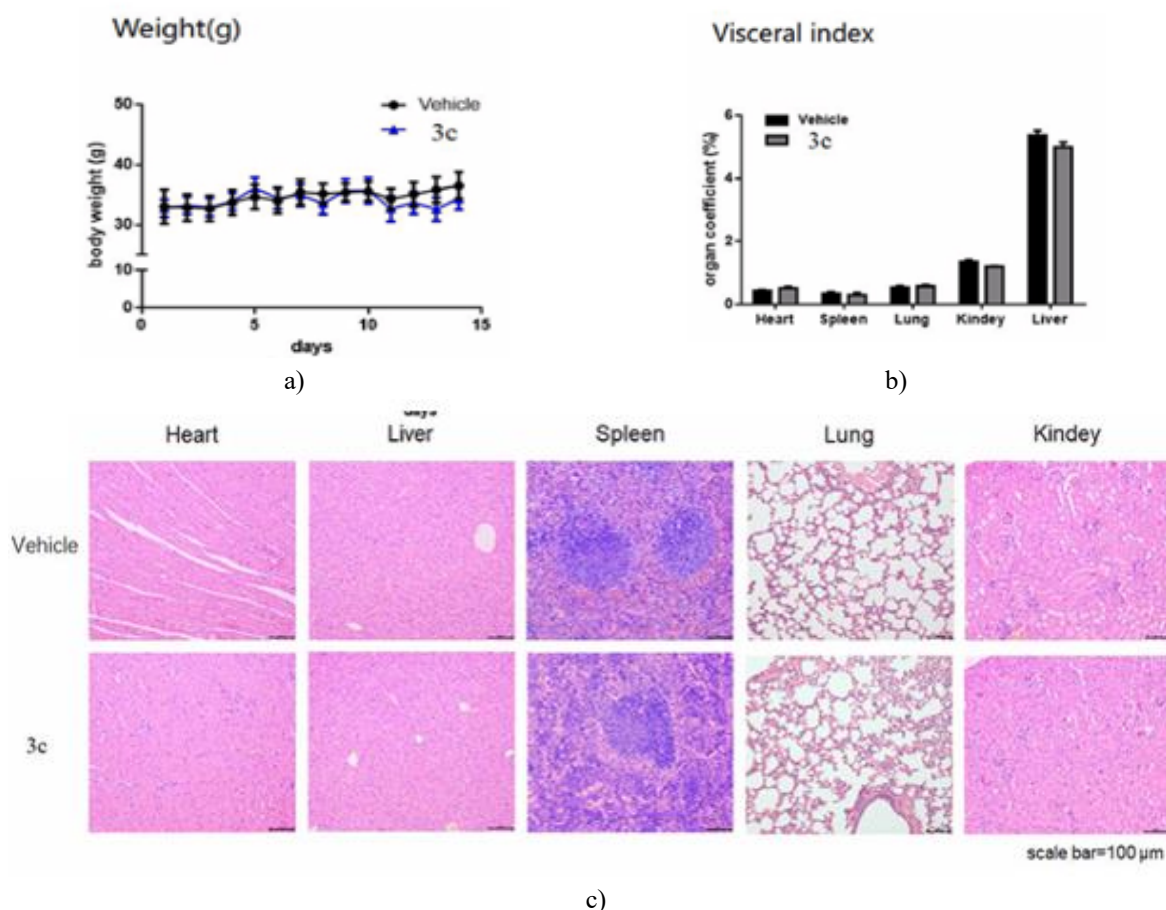 Weight(g)
50
40
30
10
0
body weight (g)
Vehicle
3c
0
5
10
15
days
a)
Visceral index
6
4
2
0
organ coefficient (%)
Vehicle
3c
Heart
Spleen
Lung
Kindey
Liver
b)
Heart
Liver
Spleen
Lung
Kindey
Vehicle
3c
scale bar=100 μm
c)